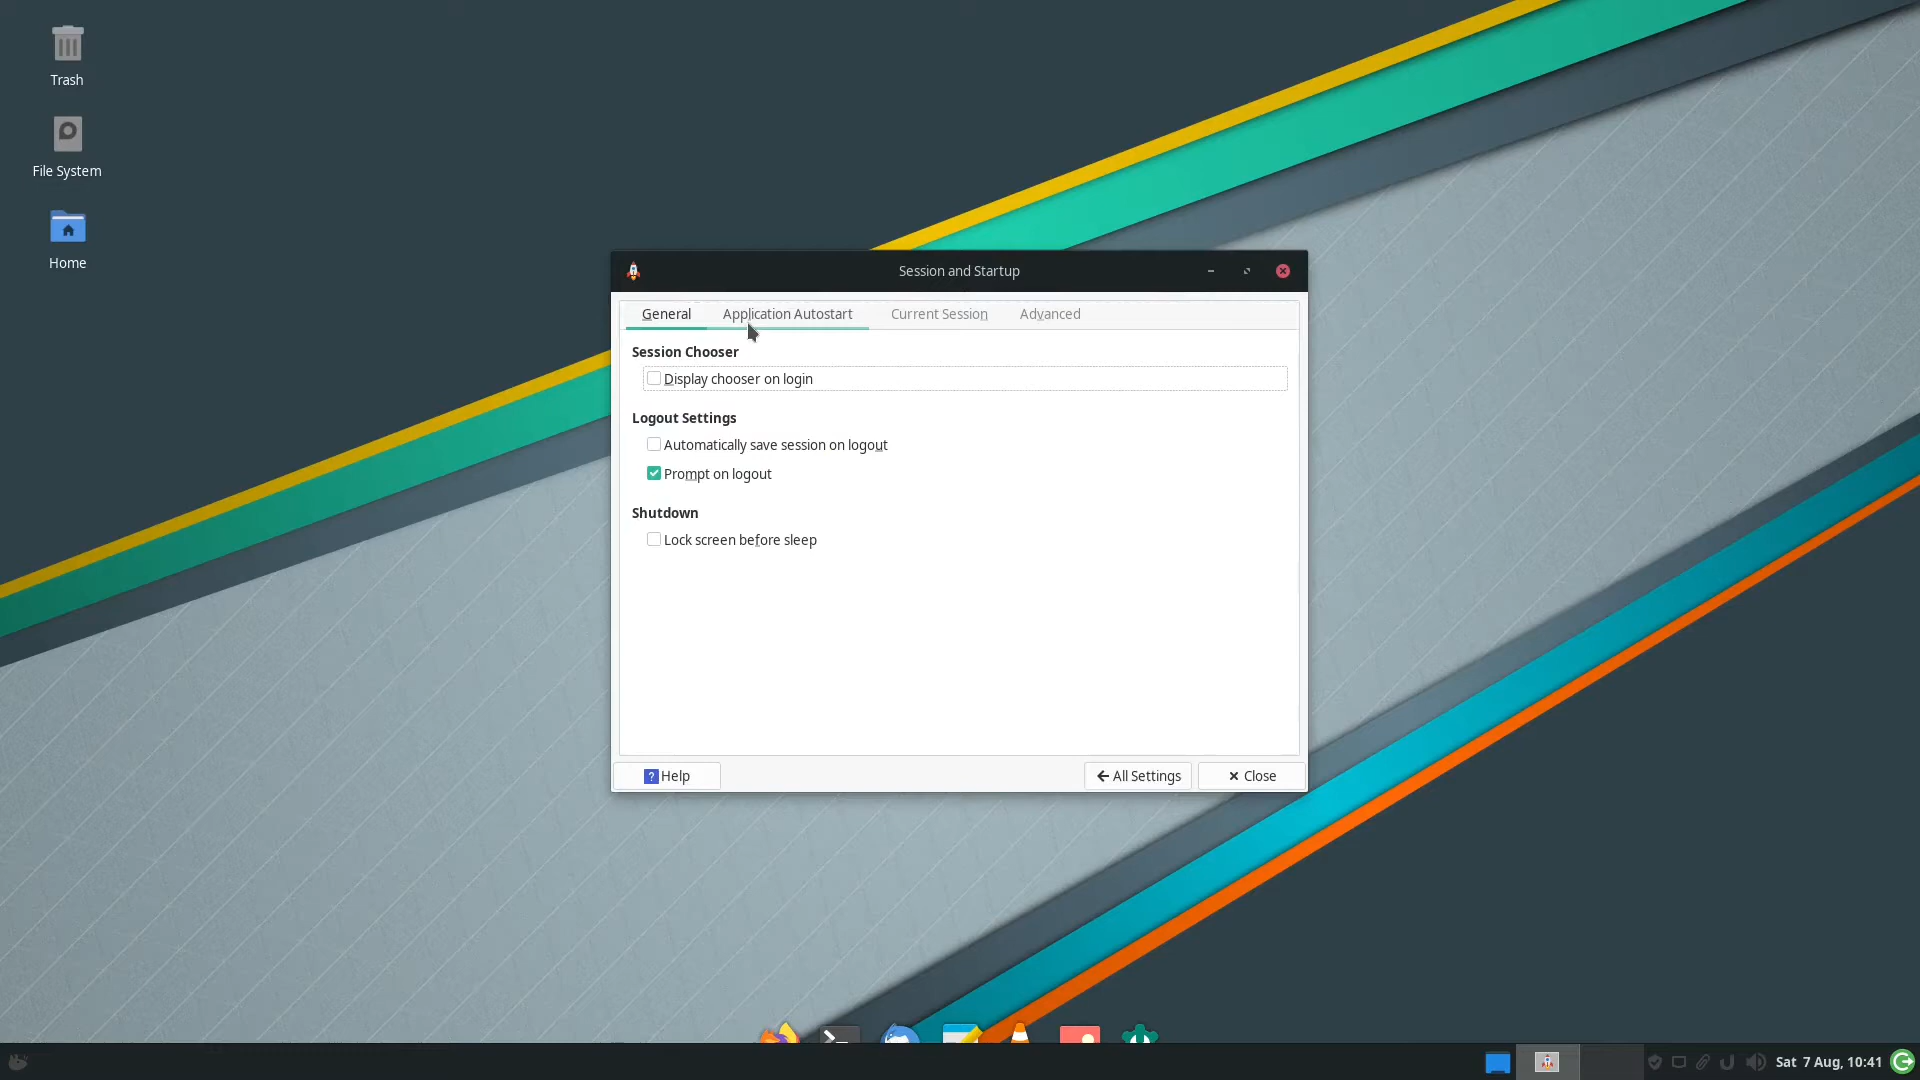 Trash
File System
Home
Session and Startup
General
Application Autostart
Current Session
Advanced
Session Chooser
Display chooser on login
Logout Settings
Automatically save session on logout
Prompt on logout
Shutdown
Lock screen before sleep
? Help
All Settings
Close
Sat 7 Aug, 10:41